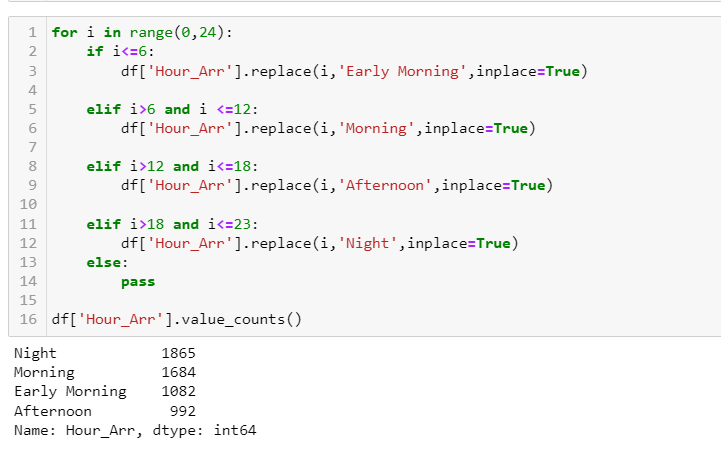 1 for i in range(0,24):
2     if i<=6:
3         df['Hour_Arr'].replace(i,'Early Morning',inplace=True)
4
5     elif i>6 and i <=12:
6         df['Hour_Arr'].replace(i,'Morning',inplace=True)
7
8     elif i>12 and i<=18:
9         df['Hour_Arr'].replace(i,'Afternoon',inplace=True)
10
11     elif i>18 and i<=23:
12         df['Hour_Arr'].replace(i,'Night',inplace=True)
13     else:
14         pass
15
16 df['Hour_Arr'].value_counts()
Night            1865
Morning          1684
Early Morning    1082
Afternoon         992
Name: Hour_Arr, dtype: int64